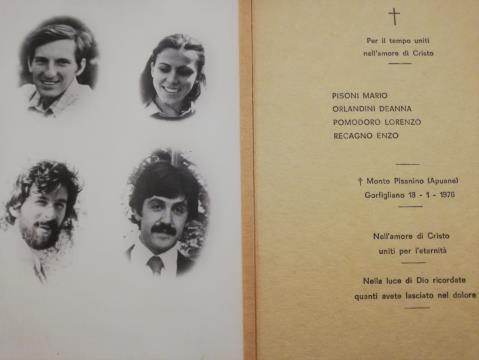 Per il tempo uniti
nell'amore di Cristo
PISONI MARIO
ORLANDINI DEANNA
POMODORO LORENZO
RECAGNO ENZO
† Monte Pisanino (Apuane)
Gorfigliano 18 - 1 - 1976
Nell'amore di Cristo
uniti per l'eternità
Nella luce di Dio ricordate
quanti avete lasciato nel dolore